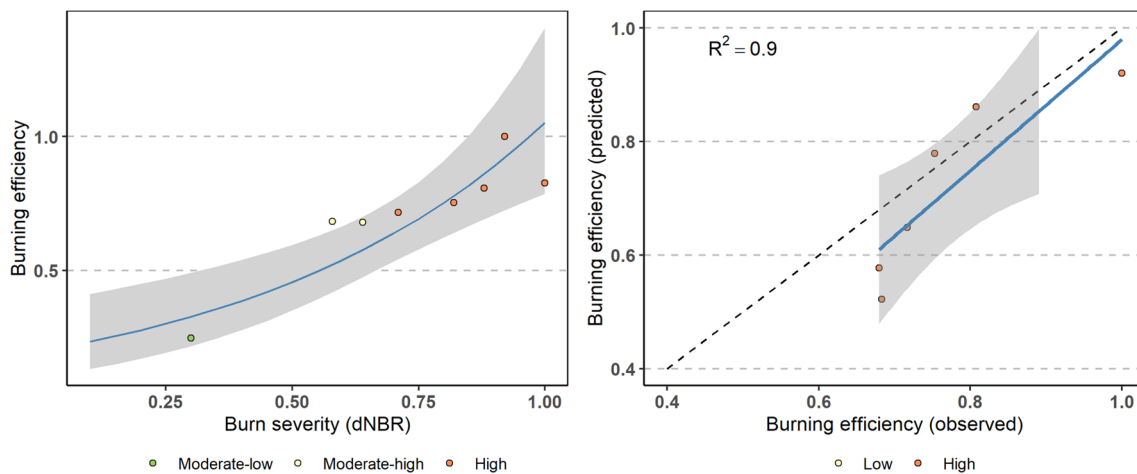 Burning efficiency
1.0
0.5
0.25
0.50
0.75
1.00
Burn severity (dNBR)
Moderate-low
Moderate-high
High
Burning efficiency (predicted)
1.0
0.8
0.6
0.4
R² = 0.9
0.4
0.6
0.8
1.0
Burning efficiency (observed)
Low
High